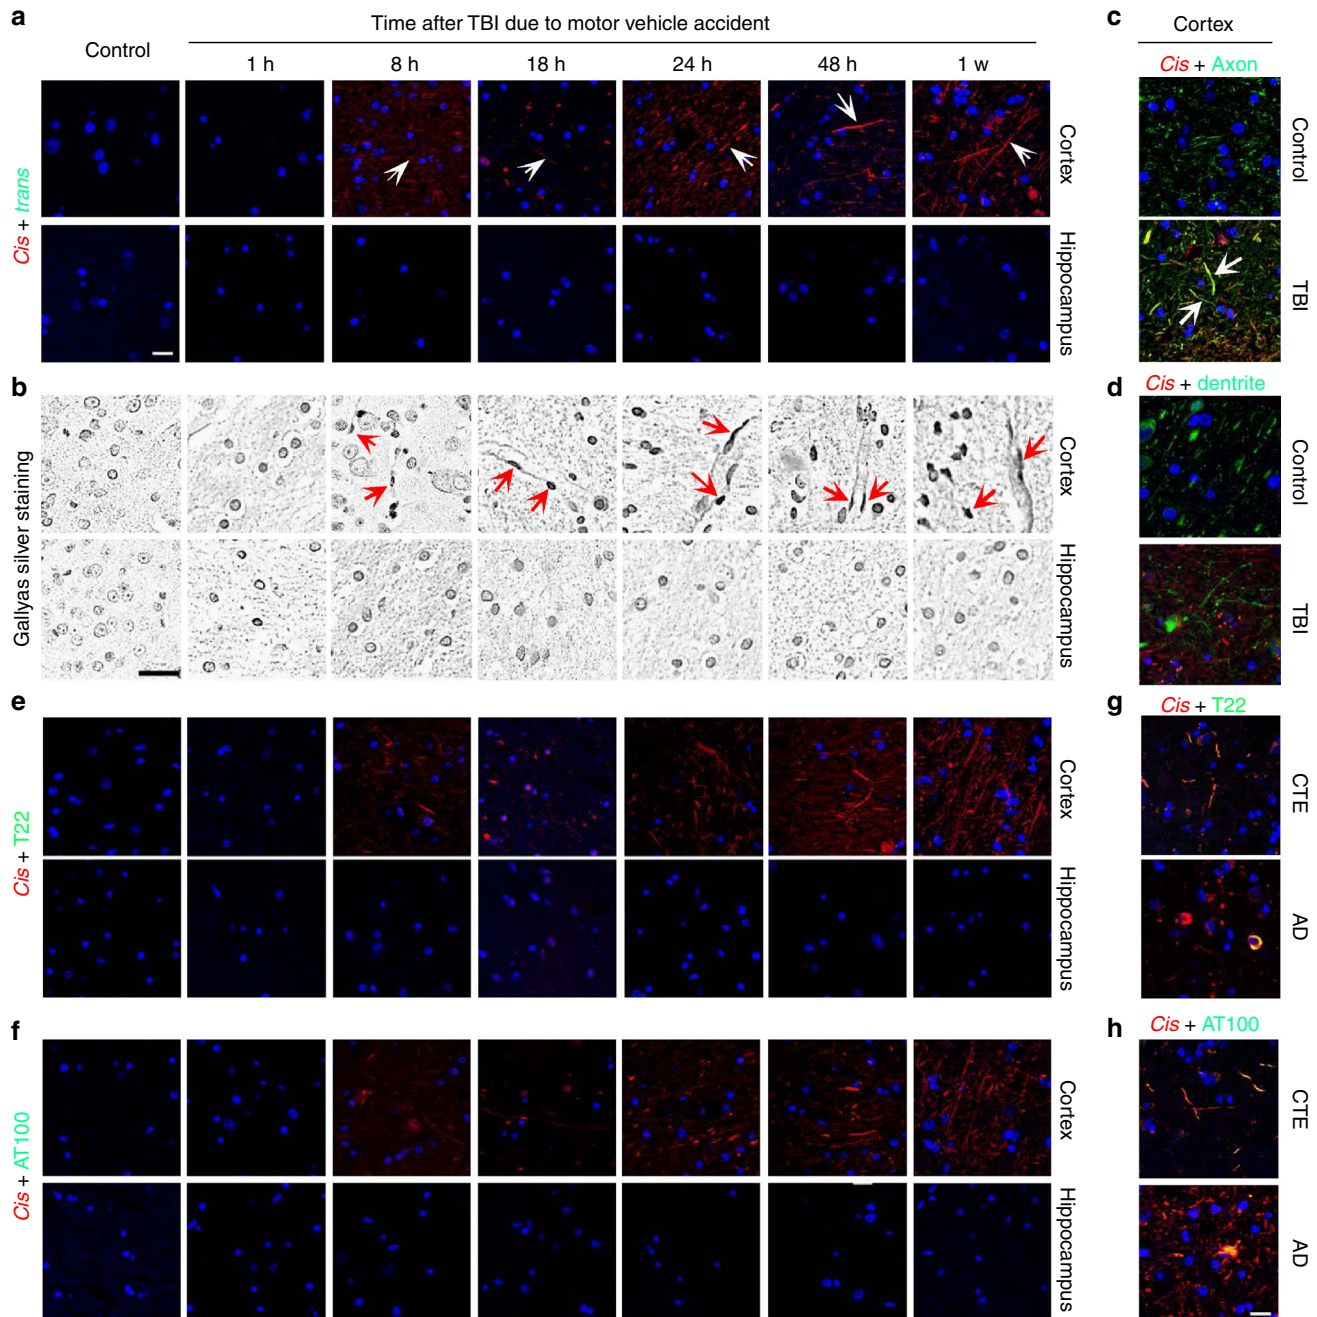 a
Time after TBI due to motor vehicle accident
Control
1 h
8 h
18 h
24 h
48 h
1 w
Cis + trans
Cortex
Hippocampus
b
Gallyas silver staining
Cortex
Hippocampus
c
Cortex
Cis + Axon
Control
TBI
d
Cis + dentrite
Control
TBI
e
Cis + T22
Cortex
Hippocampus
g
Cis + T22
CTE
AD
f
Cis + AT100
Cortex
Hippocampus
h
Cis + AT100
CTE
AD